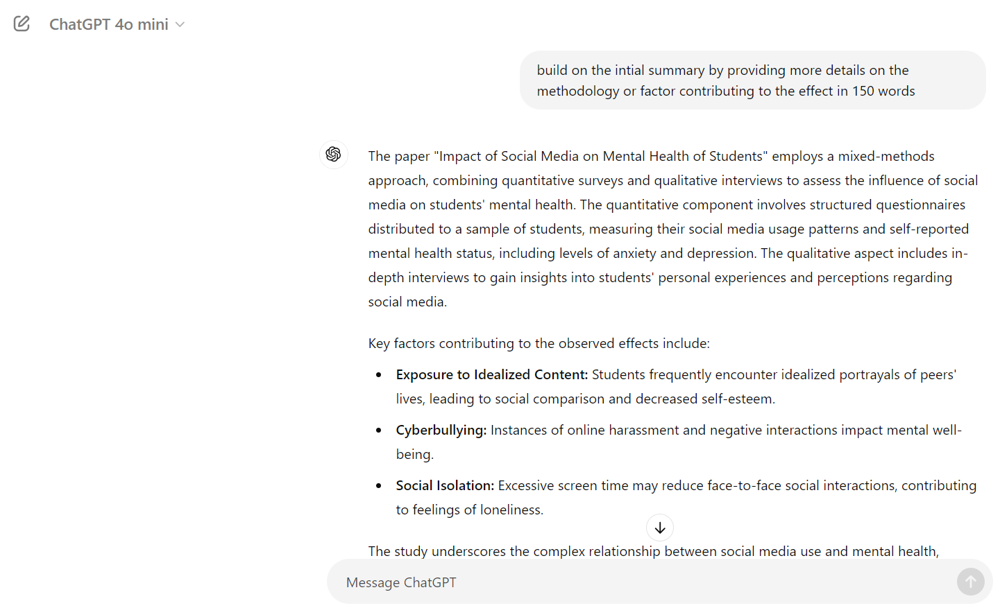 ChatGPT 4o mini
build on the intial summary by providing more details on the
methodology or factor contributing to the effect in 150 words
The paper "Impact of Social Media on Mental Health of Students" employs a mixed-methods
approach, combining quantitative surveys and qualitative interviews to assess the influence of social
media on students' mental health. The quantitative component involves structured questionnaires
distributed to a sample of students, measuring their social media usage patterns and self-reported
mental health status, including levels of anxiety and depression. The qualitative aspect includes in-
depth interviews to gain insights into students' personal experiences and perceptions regarding
social media.
Key factors contributing to the observed effects include:
• Exposure to Idealized Content: Students frequently encounter idealized portrayals of peers'
lives, leading to social comparison and decreased self-esteem.
• Cyberbullying: Instances of online harassment and negative interactions impact mental well-
being.
• Social Isolation: Excessive screen time may reduce face-to-face social interactions, contributing
to feelings of loneliness.
The study underscores the complex relationship between social media use and mental health,
Message ChatGPT